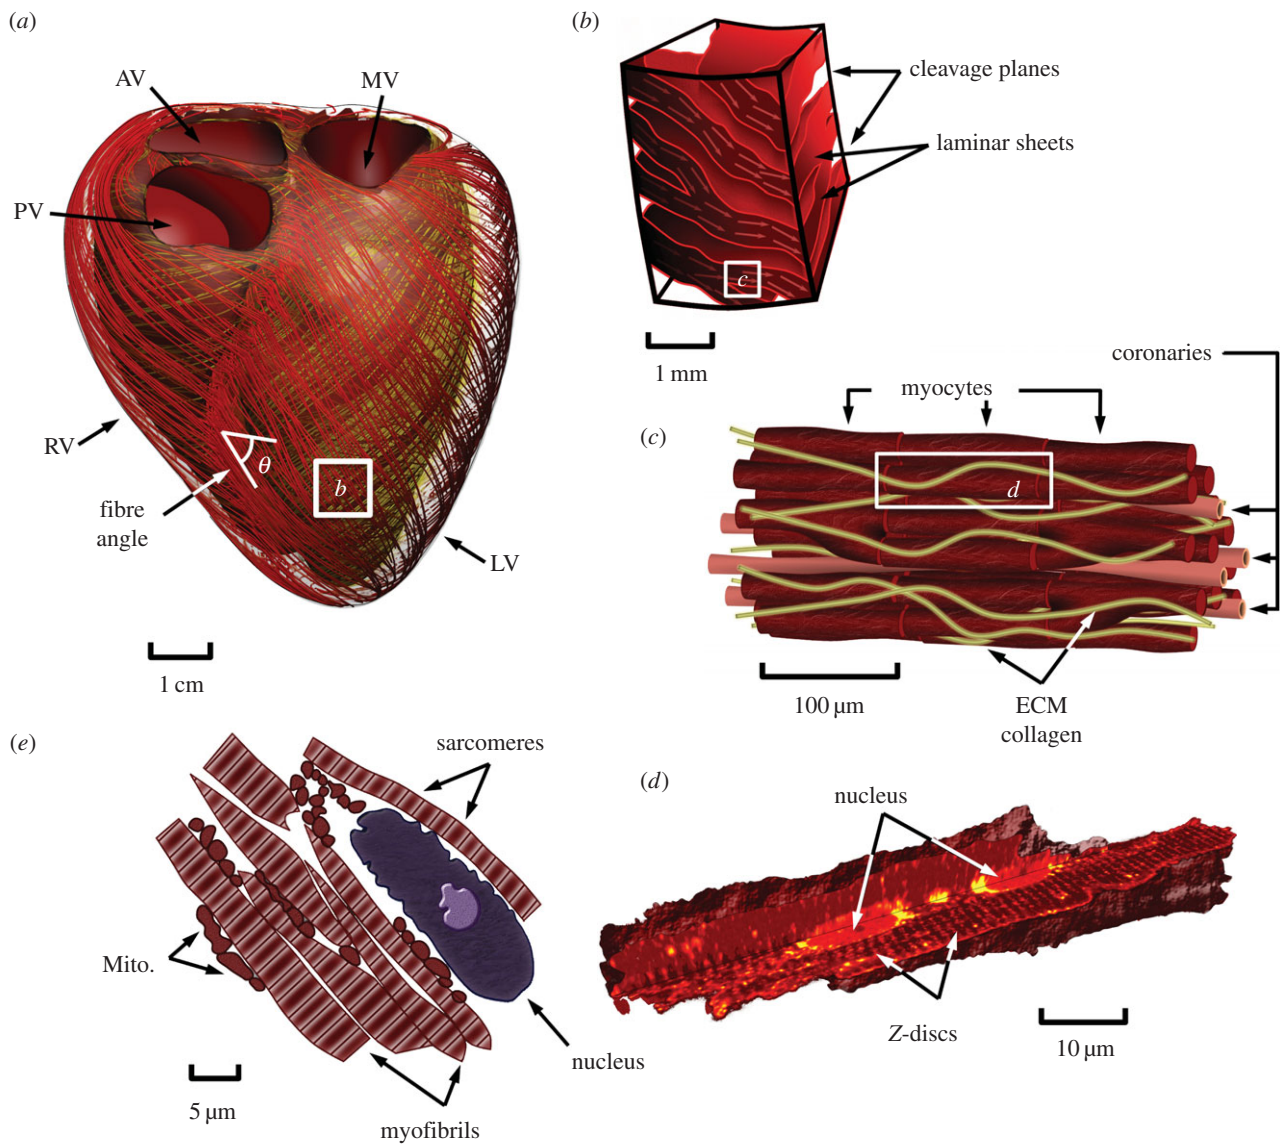 (a)
AV
MV
PV
RV
θ
b
fibre
angle
LV
1 cm
(b)
cleavage planes
laminar sheets
c
1 mm
coronaries
myocytes
(c)
d
100 µm
ECM
collagen
(e)
sarcomeres
Mito.
nucleus
5 µm
myofibrils
(d)
nucleus
Z-discs
10 µm